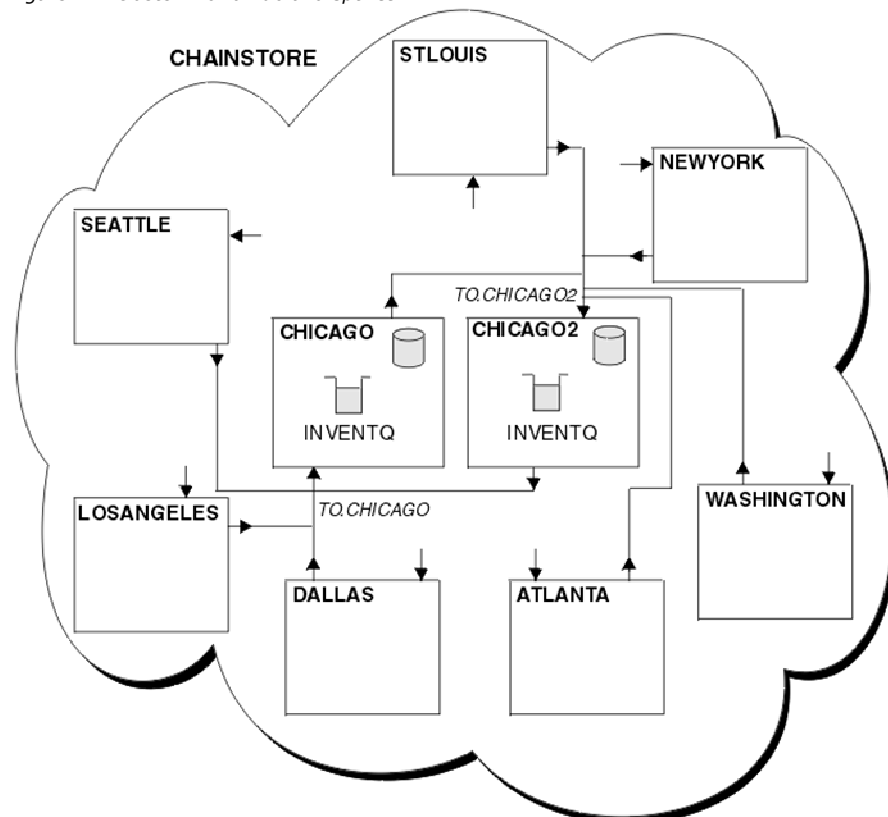 CHAINSTORE
STLOUIS
NEWYORK
SEATTLE
TO.CHICAGO2
CHICAGO
CHICAGO2
INVENTQ
INVENTQ
LOSANGELES
TO.CHICAGO
WASHINGTON
DALLAS
ATLANTA